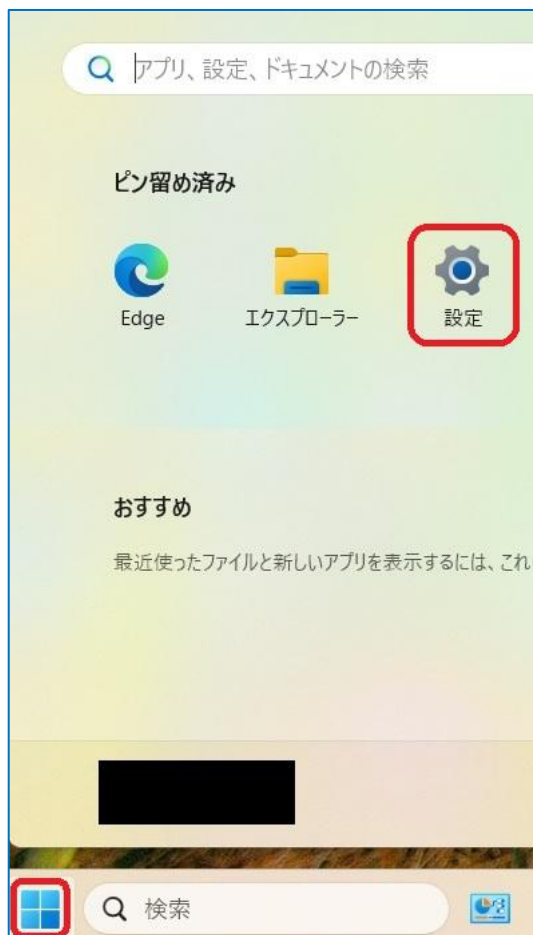 アプリ、設定、ドキュメントの検索
ピン留め済み
Edge
エクスプローラー
設定
おすすめ
最近使ったファイルと新しいアプリを表示するには、これ
検索